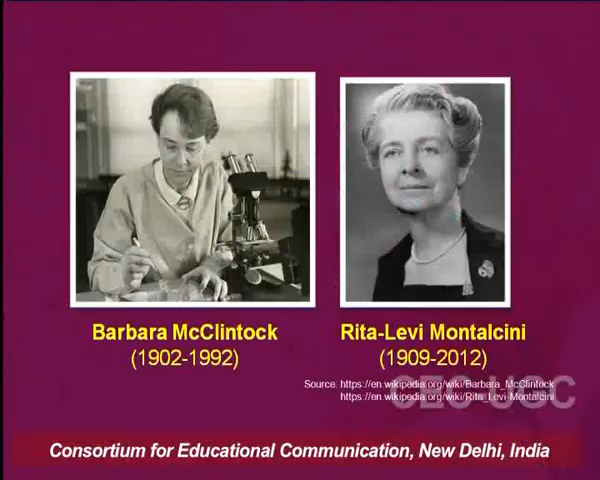 Barbara McClintock
(1902-1992)
Rita-Levi Montalcini
(1909-2012)
Source: https://en.wikipedia.org/wiki/Barbara_McClintock
https://en.wikipedia.org/wiki/Rita_Levi-Montalcini
CEC-UGC
Consortium for Educational Communication, New Delhi, India